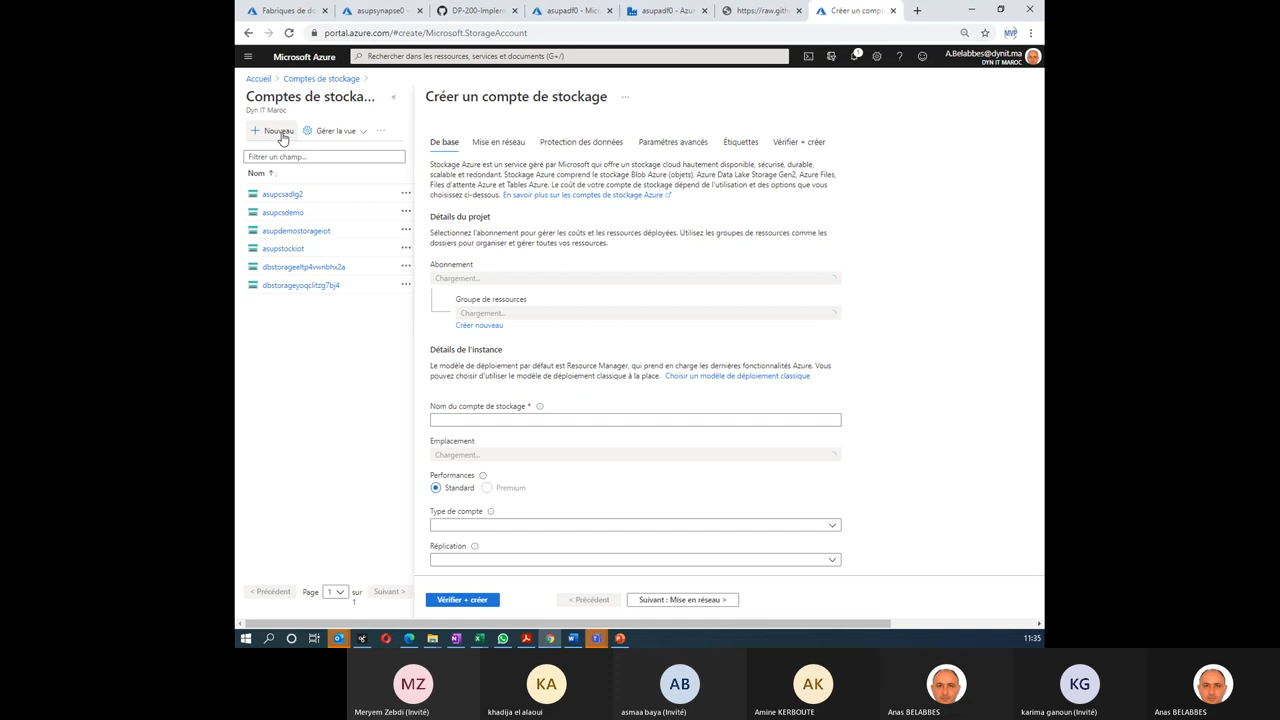 Fabriques de do
asupsynapse0 -
DP-200-Implem
asupadf0 - Micro
asupadf0 - Azur
https://raw.gith
Créer un compt
portal.azure.com/#create/Microsoft.StorageAccount
Microsoft Azure
Rechercher dans les ressources, services et documents (G+/)
1
A.Belabbes@dynit.ma
DYN IT MAROC
MVP
Accueil > Comptes de stockage >
Comptes de stocka... «
Dyn IT Maroc
+ Nouveau
Gérer la vue
...
Filtrer un champ...
Nom ↑↓
asupcsadlg2 ...
asupcsdemo ...
asupdemostorageiot ...
asupstockiot ...
dbstorageeltp4vwnbhx2a ...
dbstorageyoqclitzg7bj4 ...
< Précédent
Page
1
sur
1
Suivant >
Créer un compte de stockage ...
De base
Mise en réseau
Protection des données
Paramètres avancés
Étiquettes
Vérifier + créer
Stockage Azure est un service géré par Microsoft qui offre un stockage cloud hautement disponible, sécurisé, durable,
scalable et redondant. Stockage Azure comprend le stockage Blob Azure (objets), Azure Data Lake Storage Gen2, Azure Files,
Files d'attente Azure et Tables Azure. Le coût de votre compte de stockage dépend de l'utilisation et des options que vous
choisissez ci-dessous. En savoir plus sur les comptes de stockage Azure
Détails du projet
Sélectionnez l'abonnement pour gérer les coûts et les ressources déployées. Utilisez les groupes de ressources comme les
dossiers pour organiser et gérer toutes vos ressources.
Abonnement
Chargement...
Groupe de ressources
Chargement...
Créer nouveau
Détails de l'instance
Le modèle de déploiement par défaut est Resource Manager, qui prend en charge les dernières fonctionnalités Azure. Vous
pouvez choisir d'utiliser le modèle de déploiement classique à la place. Choisir un modèle de déploiement classique
Nom du compte de stockage *
Emplacement
Chargement...
Performances
Standard
Premium
Type de compte
Réplication
Vérifier + créer
< Précédent
Suivant : Mise en réseau >
11:35
MZ
KA
AB
AK
KG
Meryem Zebdi (Invité)
khadija el alaoui
asmaa baya (Invité)
Amine KERBOUTE
Anas BELABBES
karima ganoun (Invité)
Anas BELABBES